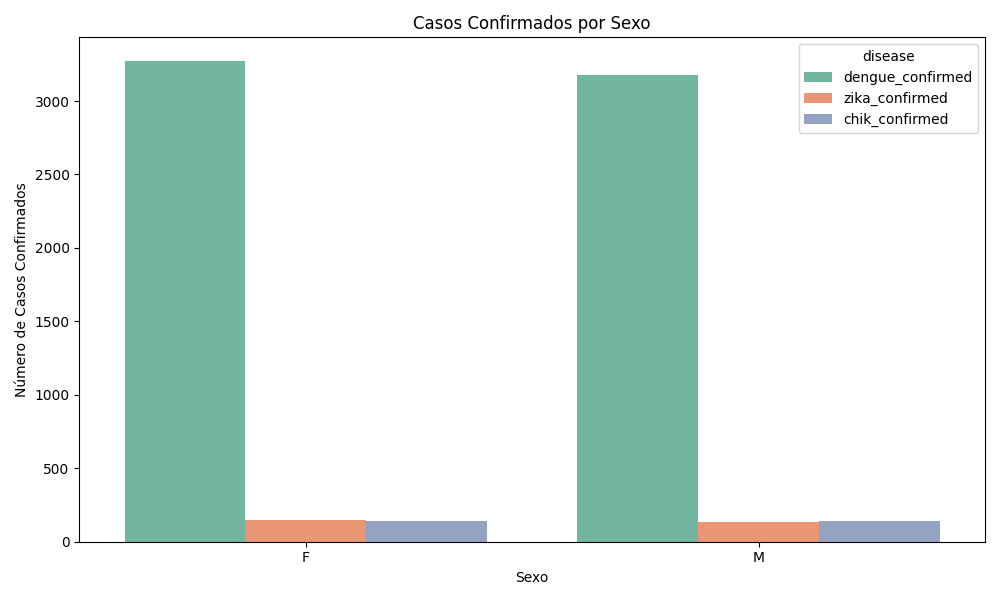 Casos Confirmados por Sexo
disease
dengue_confirmed
zika_confirmed
chik_confirmed
Número de Casos Confirmados
3000
2500
2000
1500
1000
500
0
F
M
Sexo